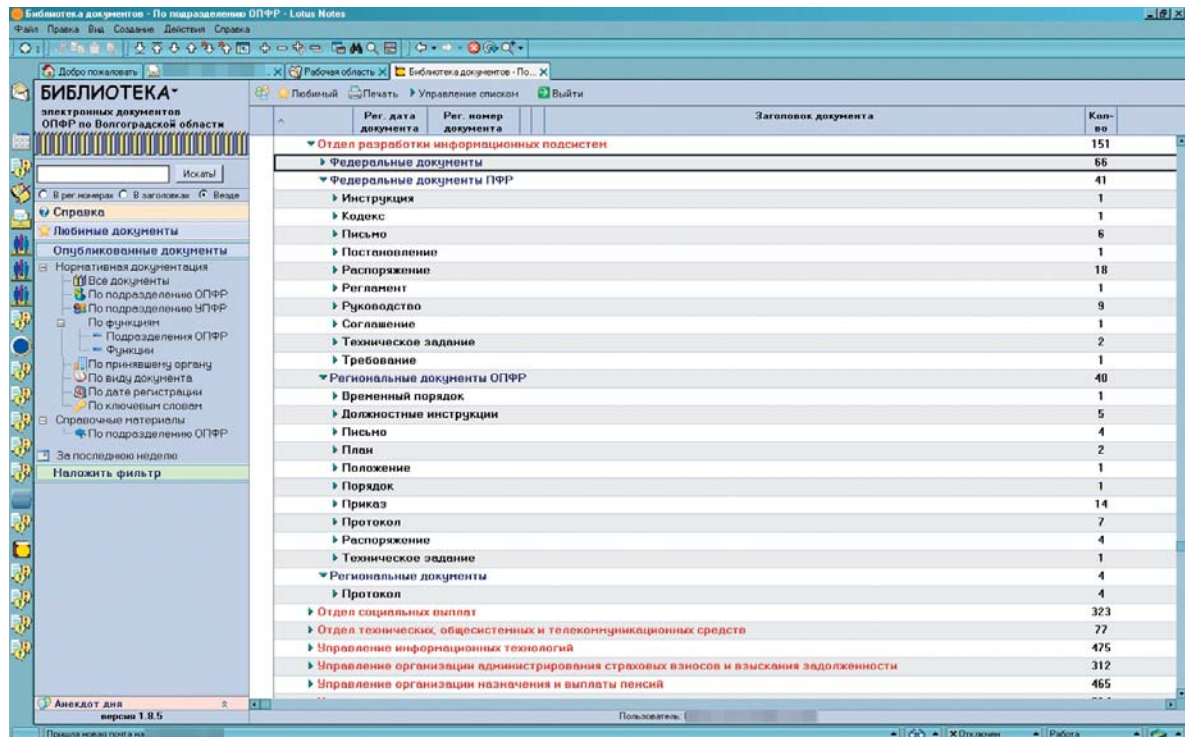 Библиотека документов - По подразделению ОПФР - Lotus Notes
Файл Правка Вид Создание Действия Справка
Добро пожаловать
Рабочая область
Библиотека документов - По...
БИБЛИОТЕКА
электронных документов
ОПФР по Волгоградской области
Искать!
В рег.номерах В заголовках Везде
Справка
Любимые документы
Опубликованные документы
Нормативная документация
Все документы
По подразделению ОПФР
По подразделению УПФР
По функциям
Подразделения ОПФР
Функции
По принявшему органу
По виду документа
По дате регистрации
По ключевым словам
Справочные материалы
По подразделению ОПФР
За последнюю неделю
Наложить фильтр
Анекдот дня
версия 1.8.5
Любимый Печать Управление списком Выйти
Рег. дата документа Рег. номер документа Заголовок документа Кол-во
Отдел разработки информационных подсистем 151
Федеральные документы 66
Федеральные документы ПФР 41
Инструкция 1
Кодекс 1
Письмо 6
Постановление 1
Распоряжение 18
Регламент 1
Руководство 9
Соглашение 1
Техническое задание 2
Требование 1
Региональные документы ОПФР 40
Временный порядок 1
Должностные инструкции 5
Письмо 4
План 2
Положение 1
Порядок 1
Приказ 14
Протокол 7
Распоряжение 4
Техническое задание 1
Региональные документы 4
Протокол 4
Отдел социальных выплат 323
Отдел технических, общесистемных и телекоммуникационных средств 77
Управление информационных технологий 475
Управление организации администрирования страховых взносов и взыскания задолженности 312
Управление организации назначения и выплаты пенсий 465
Пользователь:
Пришла новая почта на
Отключен
Работа